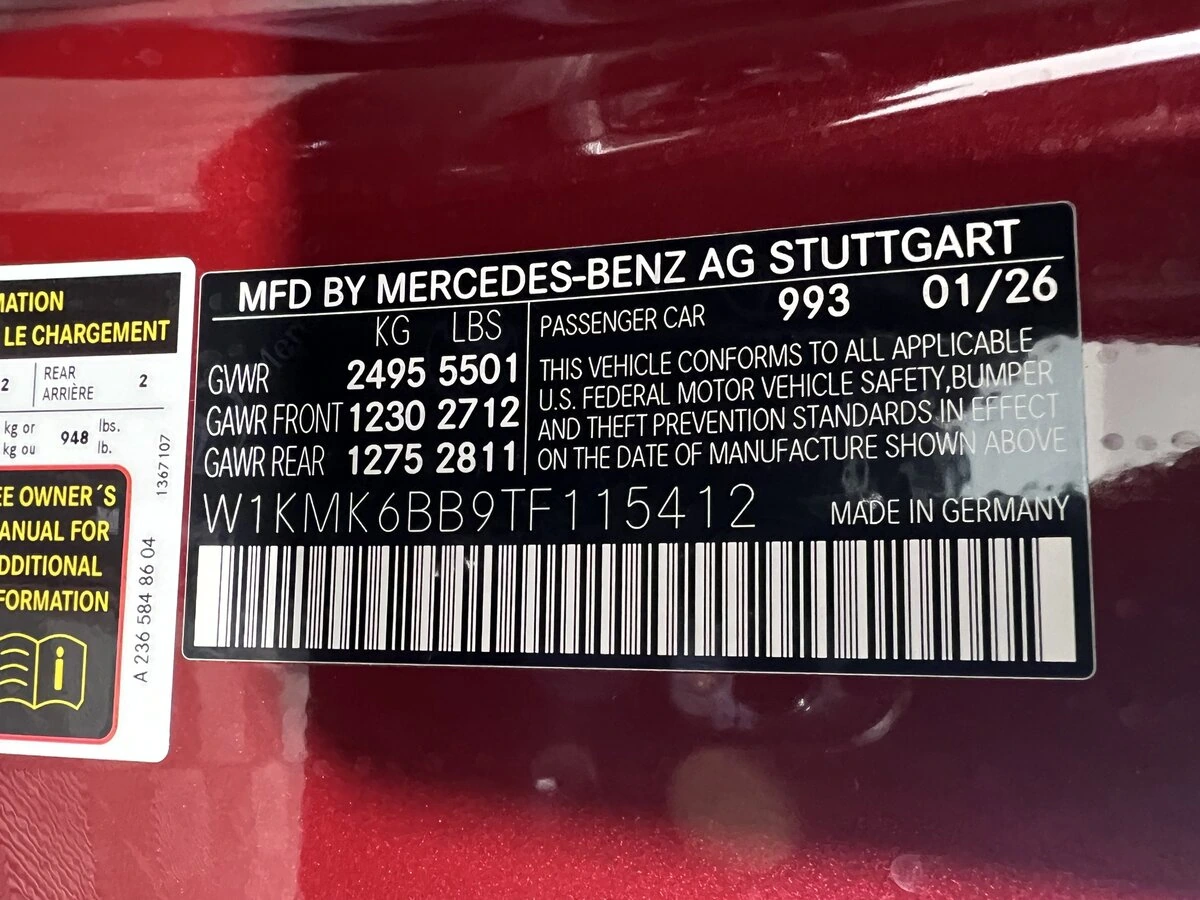 MATION
LE CHARGEMENT
2 REAR
ARRIÈRE 2
kg or
kg ou 948 lbs.
lb.
1367107
EE OWNER´S
ANUAL FOR
DDITIONAL
FORMATION
i
A 236 584 86 04
MFD BY MERCEDES-BENZ AG STUTTGART
KG LBS
GVWR 2495 5501
GAWR FRONT 1230 2712
GAWR REAR 1275 2811
PASSENGER CAR 993 01/26
THIS VEHICLE CONFORMS TO ALL APPLICABLE
U.S. FEDERAL MOTOR VEHICLE SAFETY,BUMPER
AND THEFT PREVENTION STANDARDS IN EFFECT
ON THE DATE OF MANUFACTURE SHOWN ABOVE
W1KMK6BB9TF115412 MADE IN GERMANY